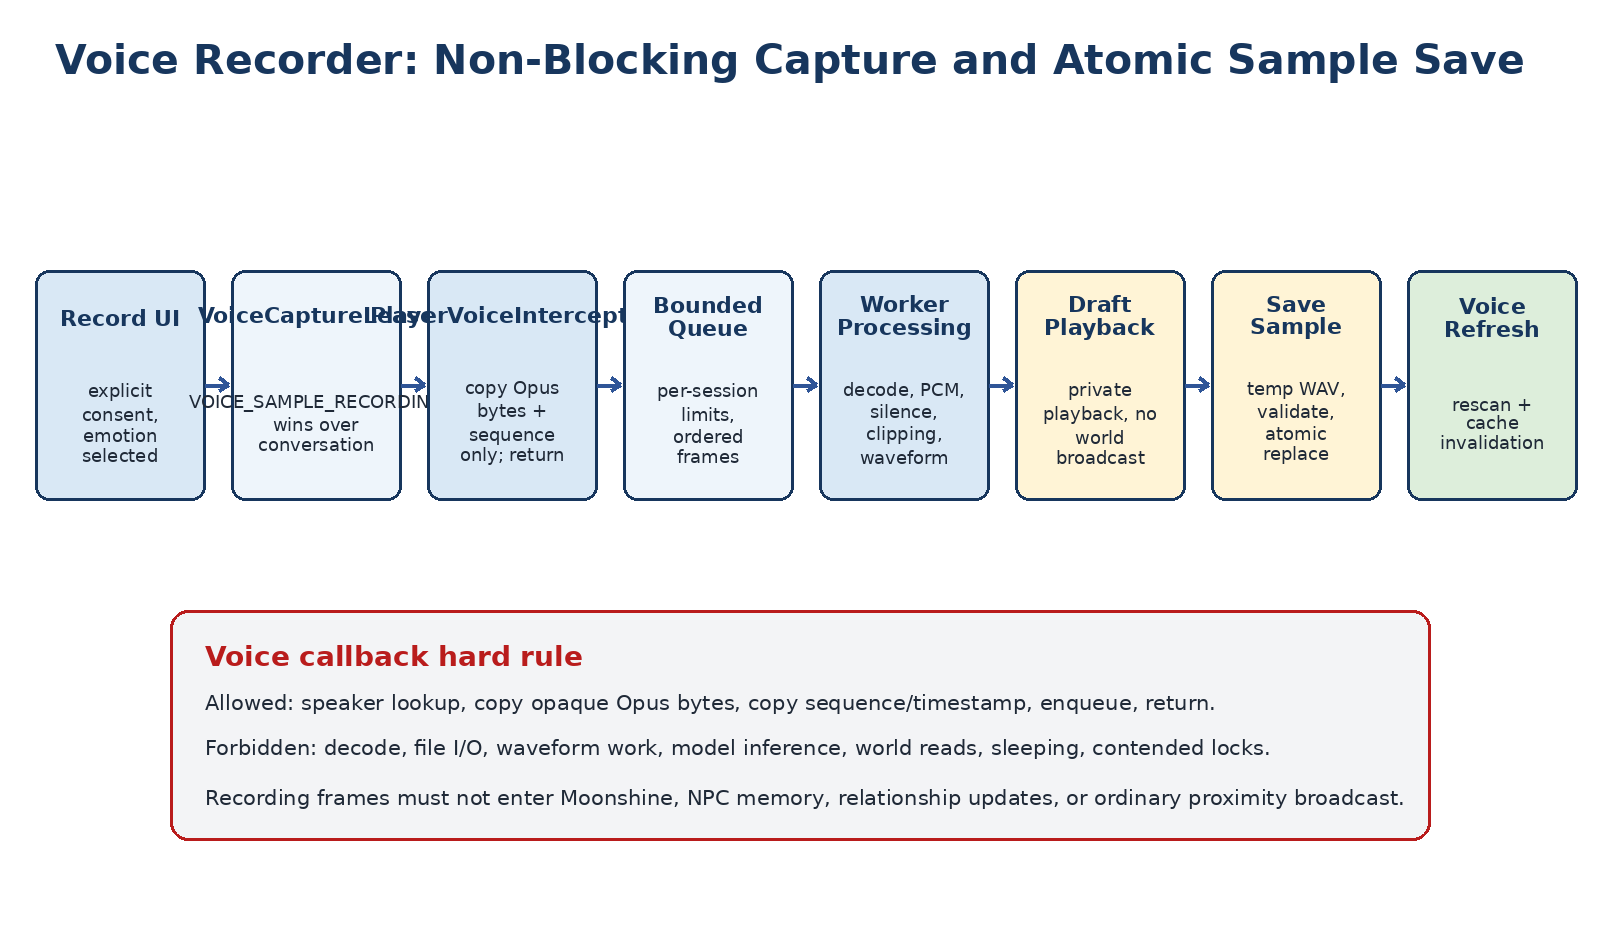 Voice Recorder: Non-Blocking Capture and Atomic Sample Save
Record UI
explicit
consent,
emotion
selected
VoiceCaptureLease
VOICE_SAMPLE_RECORDIN
wins over
conversation
PlayerVoiceIntercept
copy Opus
bytes +
sequence
only; return
Bounded
Queue
per-session
limits,
ordered
frames
Worker
Processing
decode, PCM,
silence,
clipping,
waveform
Draft
Playback
private
playback, no
world
broadcast
Save
Sample
temp WAV,
validate,
atomic
replace
Voice
Refresh
rescan +
cache
invalidation
Voice callback hard rule
Allowed: speaker lookup, copy opaque Opus bytes, copy sequence/timestamp, enqueue, return.
Forbidden: decode, file I/O, waveform work, model inference, world reads, sleeping, contended locks.
Recording frames must not enter Moonshine, NPC memory, relationship updates, or ordinary proximity broadcast.